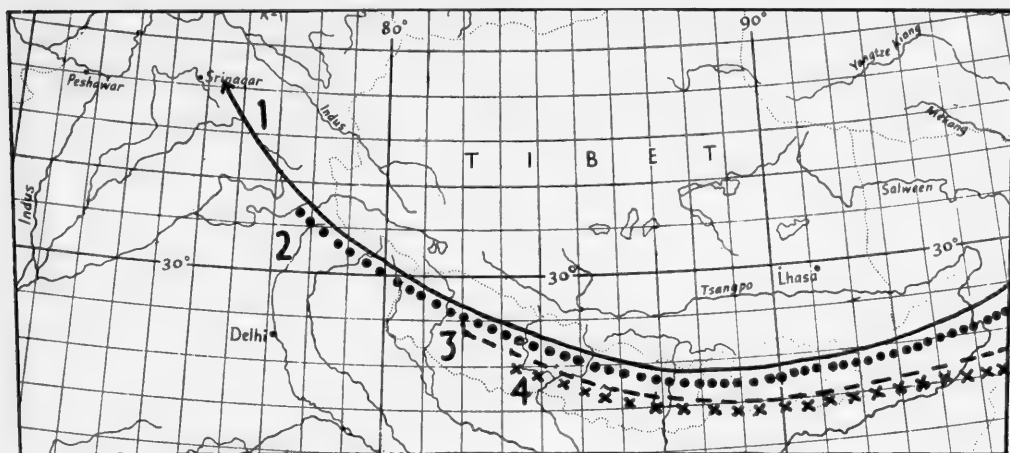 80°
90°
Peshawar
Srinagar
Yangtze Kiang
1
Indus
Mekong
TIBET
Salween
Indus
2
30°
30°
30°
Lhasa
Tsangpo
Delhi
3
4